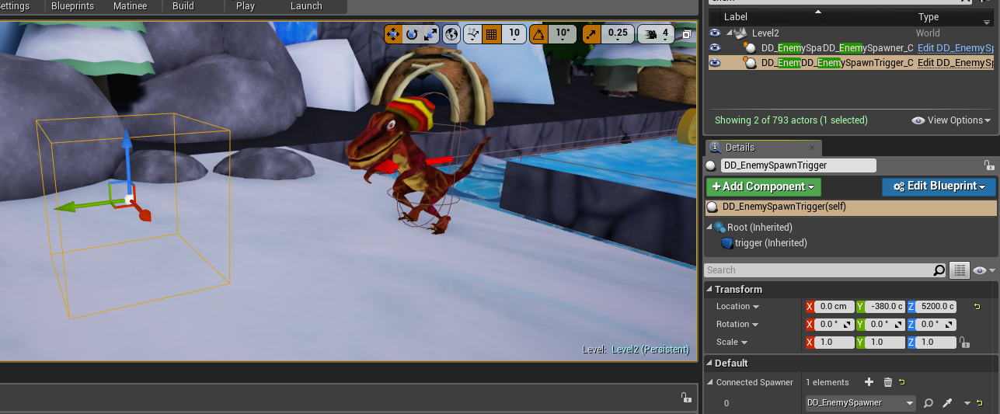 Blueprints Matinee Build Play Launch
10 10° 0.25 4
Label Type
Level2 World
DD_EnemySpaDD_EnemySpawner_C Edit DD_EnemySp
DD_EnemDD_EnemySpawnTrigger_C Edit DD_EnemySp
Showing 2 of 793 actors (1 selected) View Options
Details
DD_EnemySpawnTrigger
Add Component Edit Blueprint
DD_EnemySpawnTrigger(self)
Root (Inherited)
trigger (Inherited)
Search
Transform
Location X 0.0 cm Y -380.0 c Z 5200.0 c
Rotation X 0.0 ° Y 0.0 ° Z 0.0 °
Scale X 1.0 Y 1.0 Z 1.0
Level: Level2 (Persistent)
Default
Connected Spawner 1 elements
0 DD_EnemySpawner